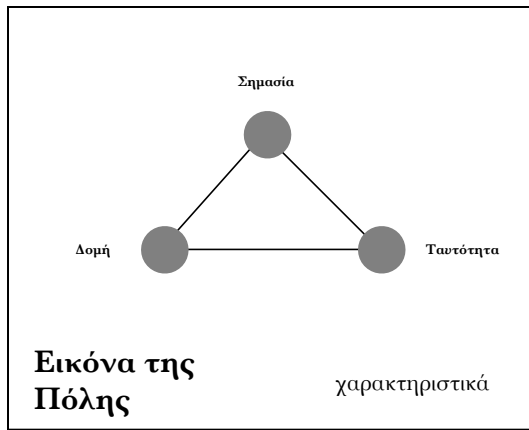 Σημασία
Δομή
Ταυτότητα
Εικόνα της
Πόλης
χαρακτηριστικά